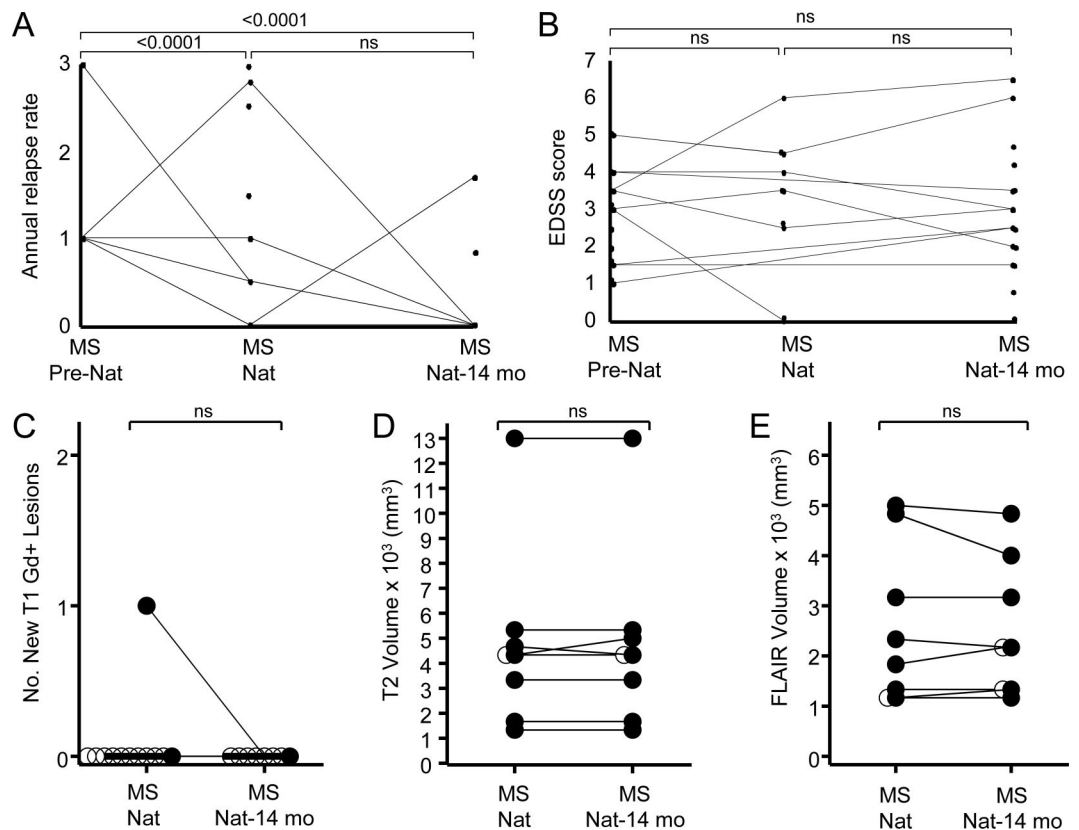 A
<0.0001
<0.0001
ns
Annual relapse rate
3
2
1
0
MS
Pre-Nat
MS
Nat
MS
Nat-14 mo
B
ns
ns
ns
EDSS score
7
6
5
4
3
2
1
0
MS
Pre-Nat
MS
Nat
MS
Nat-14 mo
C
ns
No. New T1 Gd+ Lesions
2
1
0
MS
Nat
MS
Nat-14 mo
D
ns
T2 Volume x 10³ (mm³)
13
12
14
13
11
10
9
8
7
6
5
4
3
2
1
0
MS
Nat
MS
Nat-14 mo
E
ns
FLAIR Volume x 10³ (mm³)
6
5
4
3
2
1
0
MS
Nat
MS
Nat-14 mo